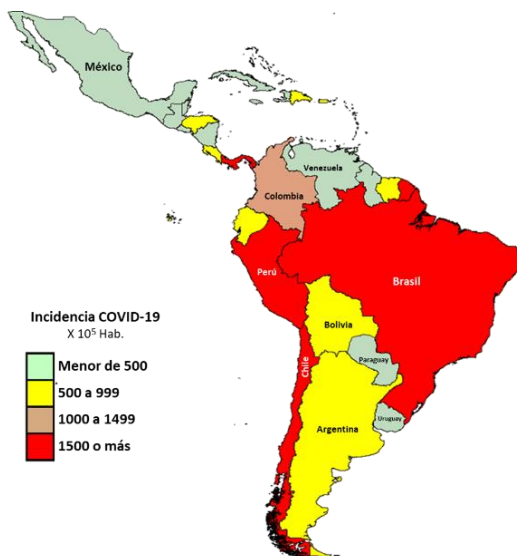 México
Venezuela
Colombia
Perú
Brasil
Bolivia
Paraguay
Chile
Argentina
Uruguay
Incidencia COVID-19
X 10⁵ Hab.
Menor de 500
500 a 999
1000 a 1499
1500 o más